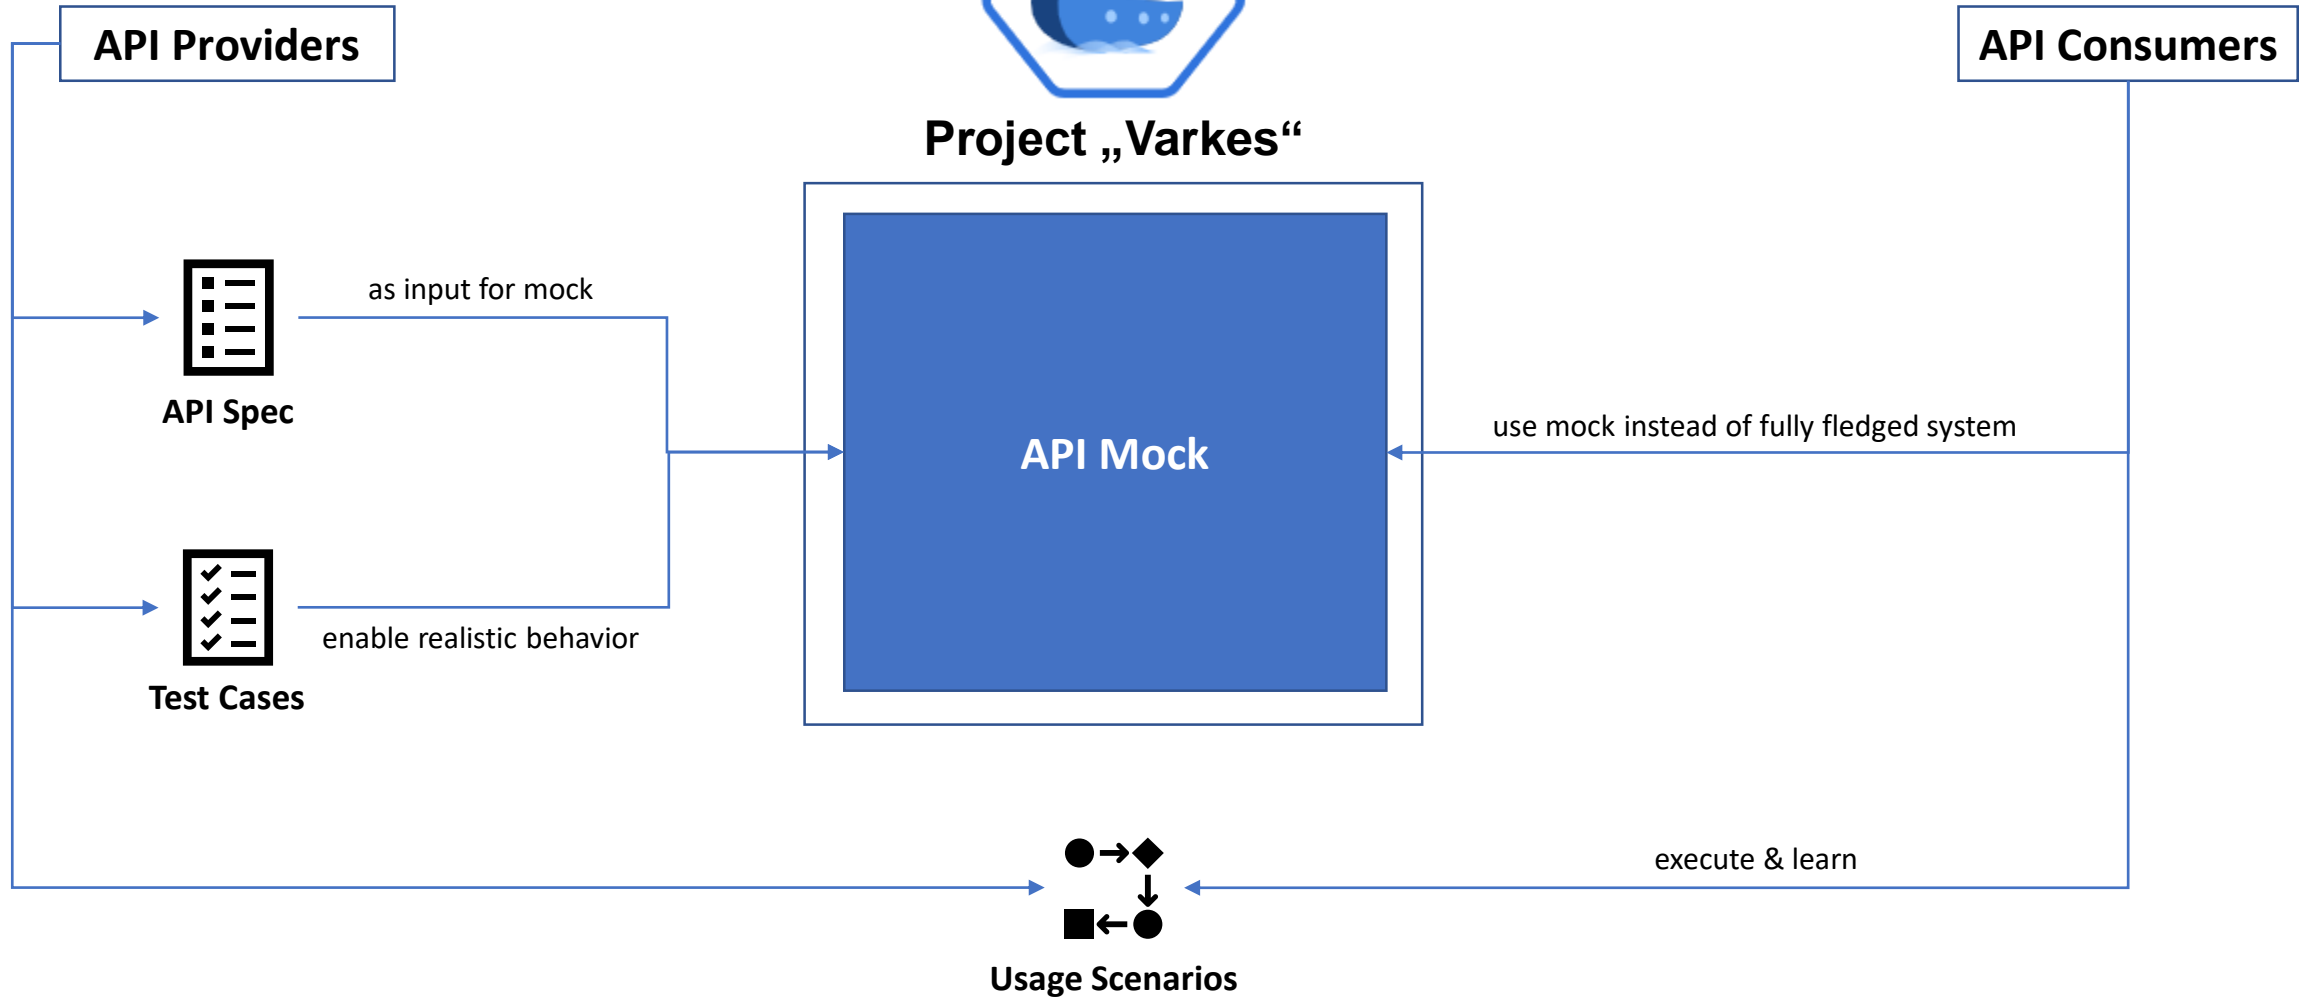 API Providers
API Consumers
Project „Varkes“
as input for mock
API Spec
API Mock
use mock instead of fully fledged system
enable realistic behavior
Test Cases
execute & learn
Usage Scenarios